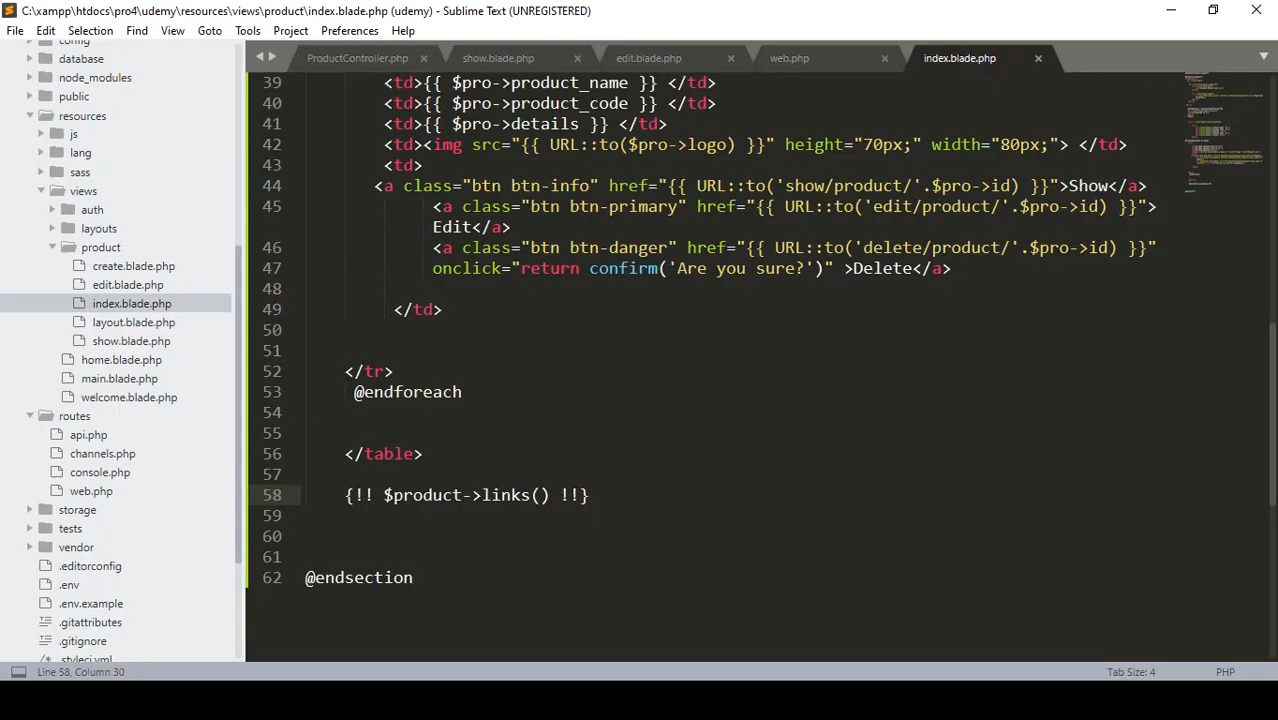 C:\xampp\htdocs\pro4\udemy\resources\views\product\index.blade.php (udemy) - Sublime Text (UNREGISTERED)
File Edit Selection Find View Goto Tools Project Preferences Help
config
database
node_modules
public
resources
js
lang
sass
views
auth
layouts
product
create.blade.php
edit.blade.php
index.blade.php
layout.blade.php
show.blade.php
home.blade.php
main.blade.php
welcome.blade.php
routes
api.php
channels.php
console.php
web.php
storage
tests
vendor
.editorconfig
.env
.env.example
.gitattributes
.gitignore
.styleci.yml
ProductController.php show.blade.php edit.blade.php web.php index.blade.php
39 <td>{{ $pro->product_name }} </td>
40 <td>{{ $pro->product_code }} </td>
41 <td>{{ $pro->details }} </td>
42 <td><img src="{{ URL::to($pro->logo) }}" height="70px;" width="80px;"> </td>
43 <td>
44 <a class="btn btn-info" href="{{ URL::to('show/product/'.$pro->id) }}">Show</a>
45 <a class="btn btn-primary" href="{{ URL::to('edit/product/'.$pro->id) }}">
Edit</a>
46 <a class="btn btn-danger" href="{{ URL::to('delete/product/'.$pro->id) }}"
47 onclick="return confirm('Are you sure?')" >Delete</a>
48
49 </td>
50
51
52 </tr>
53 @endforeach
54
55
56 </table>
57
58 {!! $product->links() !!}
59
60
61
62 @endsection
Line 58, Column 30 Tab Size: 4 PHP